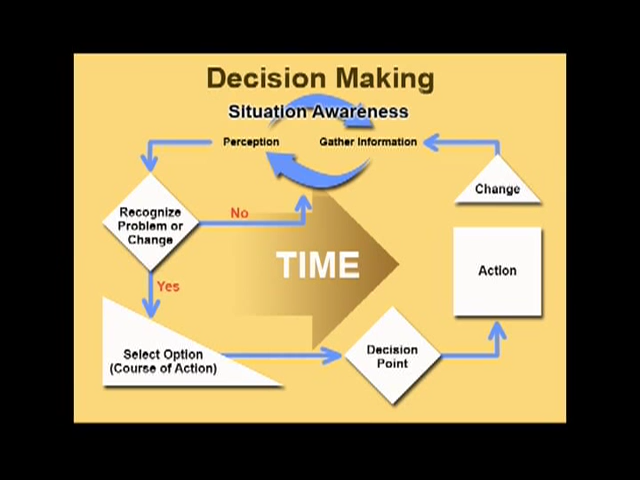 Decision Making
Situation Awareness
Perception
Gather Information
Change
Recognize
Problem or
Change
No
TIME
Action
Yes
Select Option
(Course of Action)
Decision
Point